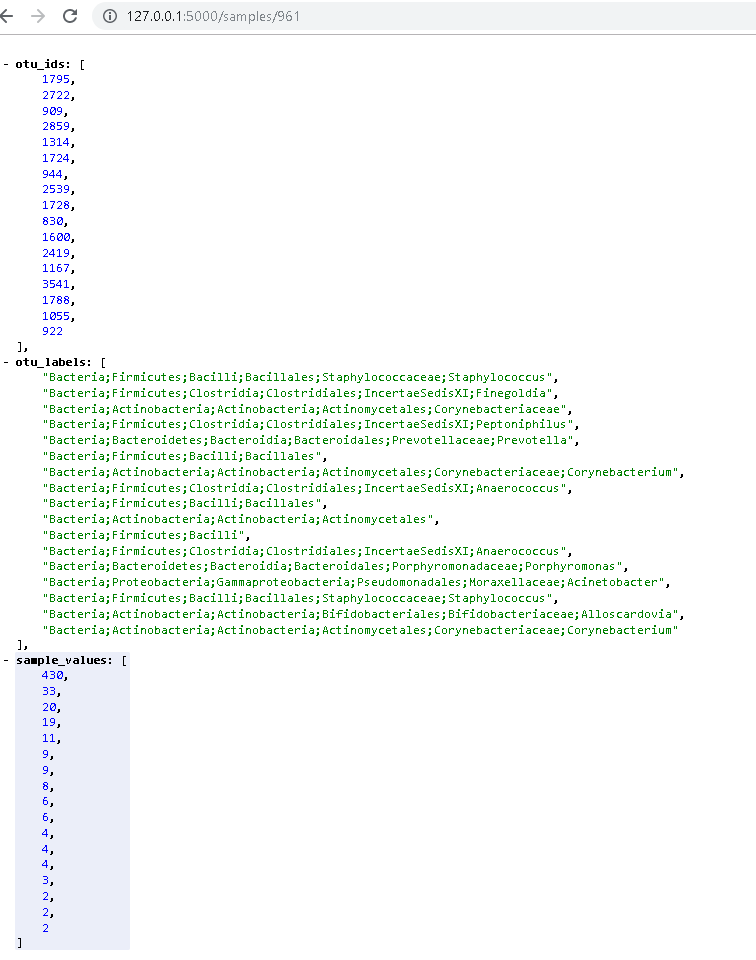 127.0.0.1:5000/samples/961
- otu_ids: [
1795,
2722,
909,
2859,
1314,
1724,
944,
2539,
1728,
830,
1600,
2419,
1167,
3541,
1788,
1055,
922
],
- otu_labels: [
"Bacteria;Firmicutes;Bacilli;Bacillales;Staphylococcaceae;Staphylococcus",
"Bacteria;Firmicutes;Clostridia;Clostridiales;IncertaeSedisXI;Finegoldia",
"Bacteria;Actinobacteria;Actinobacteria;Actinomycetales;Corynebacteriaceae",
"Bacteria;Firmicutes;Clostridia;Clostridiales;IncertaeSedisXI;Peptoniphilus",
"Bacteria;Bacteroidetes;Bacteroidia;Bacteroidales;Prevotellaceae;Prevotella",
"Bacteria;Firmicutes;Bacilli;Bacillales",
"Bacteria;Actinobacteria;Actinobacteria;Actinomycetales;Corynebacteriaceae;Corynebacterium",
"Bacteria;Firmicutes;Clostridia;Clostridiales;IncertaeSedisXI;Anaerococcus",
"Bacteria;Firmicutes;Bacilli;Bacillales",
"Bacteria;Actinobacteria;Actinobacteria;Actinomycetales",
"Bacteria;Firmicutes;Bacilli",
"Bacteria;Firmicutes;Clostridia;Clostridiales;IncertaeSedisXI;Anaerococcus",
"Bacteria;Bacteroidetes;Bacteroidia;Bacteroidales;Porphyromonadaceae;Porphyromonas",
"Bacteria;Proteobacteria;Gammaproteobacteria;Pseudomonadales;Moraxellaceae;Acinetobacter",
"Bacteria;Firmicutes;Bacilli;Bacillales;Staphylococcaceae;Staphylococcus",
"Bacteria;Actinobacteria;Actinobacteria;Bifidobacteriales;Bifidobacteriaceae;Alloscardovia",
"Bacteria;Actinobacteria;Actinobacteria;Actinomycetales;Corynebacteriaceae;Corynebacterium"
],
- sample_values: [
430,
33,
20,
19,
11,
9,
9,
8,
6,
6,
4,
4,
4,
3,
2,
2,
2
]